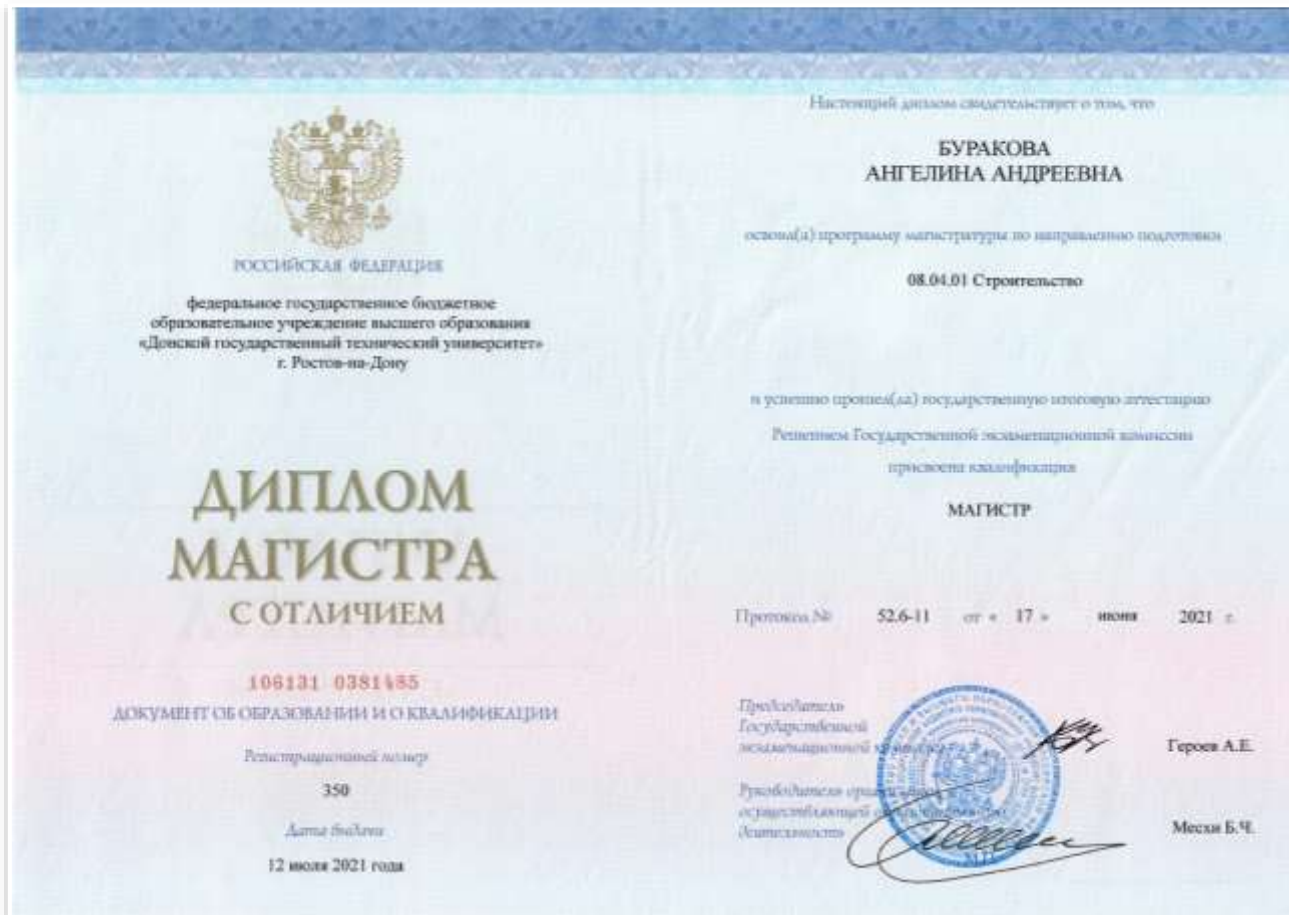 РОССИЙСКАЯ ФЕДЕРАЦИЯ
федеральное государственное бюджетное
образовательное учреждение высшего образования
«Донской государственный технический университет»
г. Ростов-на-Дону
ДИПЛОМ
МАГИСТРА
С ОТЛИЧИЕМ
106131 0381485
ДОКУМЕНТ ОБ ОБРАЗОВАНИИ И О КВАЛИФИКАЦИИ
Регистрационный номер
350
Дата выдачи
12 июля 2021 года
Настоящий диплом свидетельствует о том, что
БУРАКОВА
АНГЕЛИНА АНДРЕЕВНА
освоил(а) программу магистратуры по направлению подготовки
08.04.01 Строительство
и успешно прошел(ла) государственную итоговую аттестацию
Решением Государственной экзаменационной комиссии
присвоена квалификация
МАГИСТР
Протокол № 52.6-11 от « 17 » июня 2021 г.
Председатель
Государственной
экзаменационной
Героев А.Е.
Руководитель
осуществляющей
деятельность
Месхи Б.Ч.
М.П.